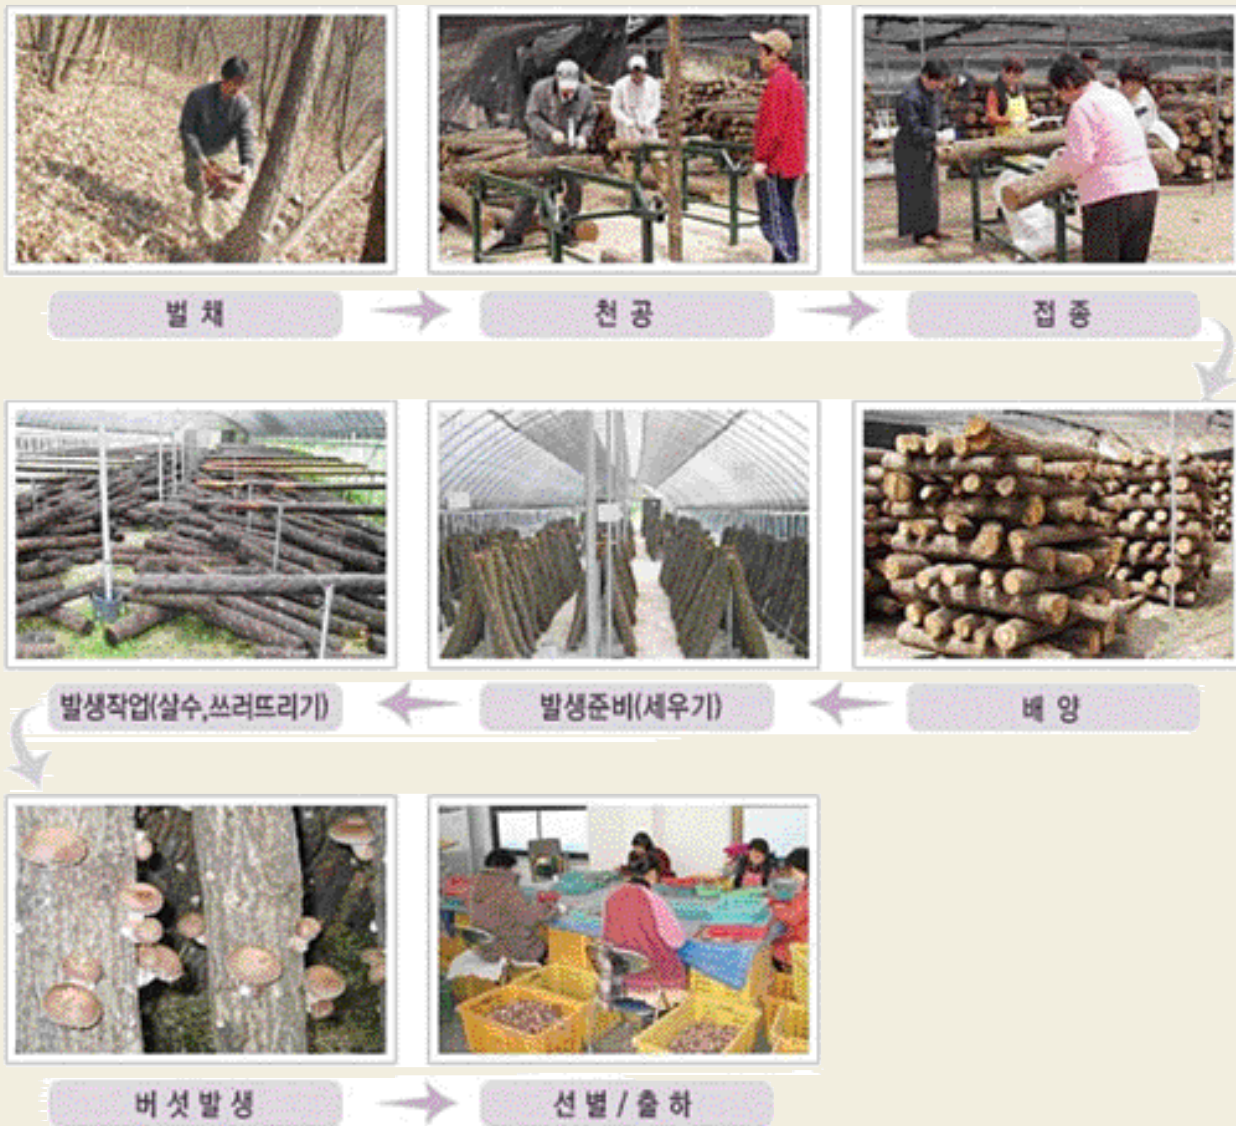 벌 채
천 공
접 종
배 양
발생준비(세우기)
발생작업(살수,쓰러뜨리기)
버 섯 발 생
선 별 / 출 하